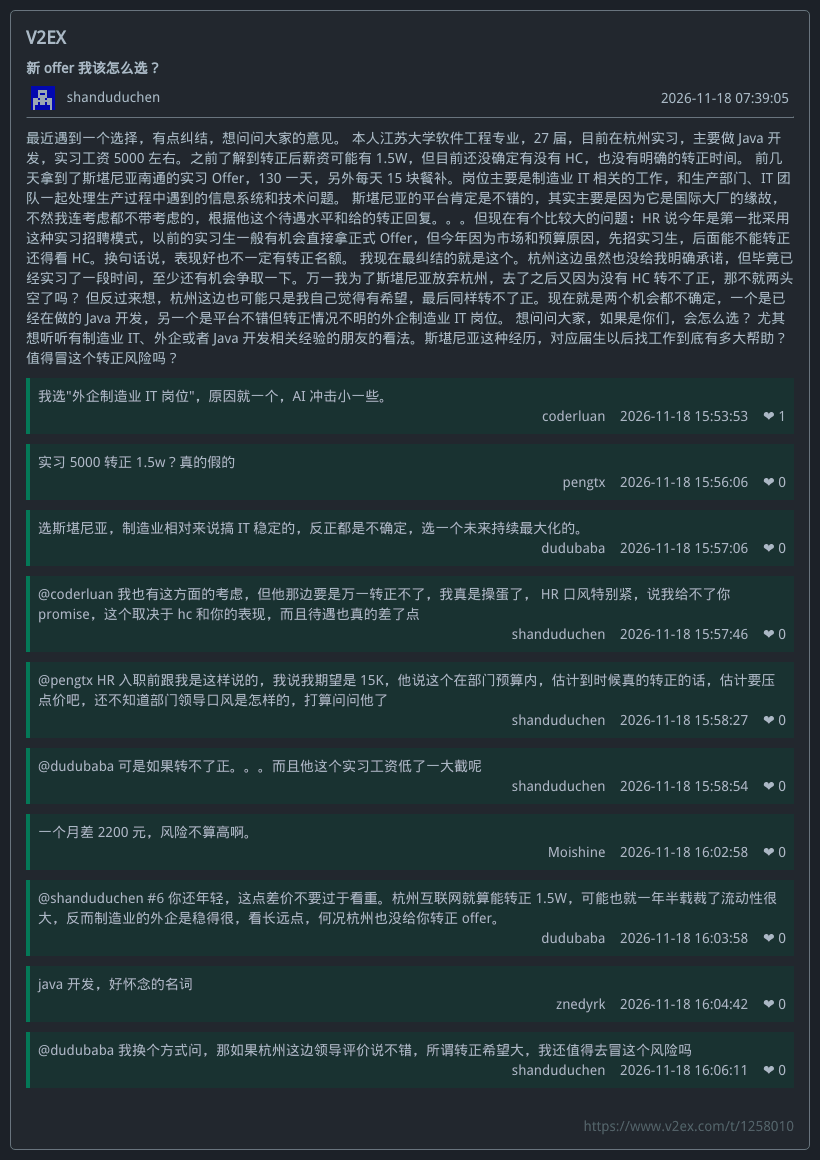 V2EX
新 offer 我该怎么选？
shanduduchen
2026-11-18 07:39:05
最近遇到一个选择，有点纠结，想问问大家的意见。 本人江苏大学软件工程专业，27 届，目前在杭州实习，主要做 Java 开
发，实习工资 5000 左右。之前了解到转正后薪资可能有 1.5W，但目前还没确定有没有 HC，也没有明确的转正时间。 前几
天拿到了斯堪尼亚南通的实习 Offer，130 一天，另外每天 15 块餐补。岗位主要是制造业 IT 相关的工作，和生产部门、IT 团
队一起处理生产过程中遇到的信息系统和技术问题。 斯堪尼亚的平台肯定是不错的，其实主要是因为它是国际大厂的缘故，
不然我连考虑都不带考虑的，根据他这个待遇水平和给的转正回复。。。但现在有个比较大的问题：HR 说今年是第一批采用
这种实习招聘模式，以前的实习生一般有机会直接拿正式 Offer，但今年因为市场和预算原因，先招实习生，后面能不能转正
还得看 HC。换句话说，表现好也不一定有转正名额。 我现在最纠结的就是这个。杭州这边虽然也没给我明确承诺，但毕竟已
经实习了一段时间，至少还有机会争取一下。万一我为了斯堪尼亚放弃杭州，去了之后又因为没有 HC 转不了正，那不就两头
空了吗？ 但反过来想，杭州这边也可能只是我自己觉得有希望，最后同样转不了正。现在就是两个机会都不确定，一个是已
经在做的 Java 开发，另一个是平台不错但转正情况不明的外企制造业 IT 岗位。 想问问大家，如果是你们，会怎么选？ 尤其
想听听有制造业 IT、外企或者 Java 开发相关经验的朋友的看法。斯堪尼亚这种经历，对应届生以后找工作到底有多大帮助？
值得冒这个转正风险吗？
我选"外企制造业 IT 岗位"，原因就一个，AI 冲击小一些。
coderluan 2026-11-18 15:53:53 ❤ 1
实习 5000 转正 1.5w？真的假的
pengtx 2026-11-18 15:56:06 ❤ 0
选斯堪尼亚，制造业相对来说搞 IT 稳定的，反正都是不确定，选一个未来持续最大化的。
dudubaba 2026-11-18 15:57:06 ❤ 0
@coderluan 我也有这方面的考虑，但他那边要是万一转正不了，我真是操蛋了， HR 口风特别紧，说我给不了你
promise，这个取决于 hc 和你的表现，而且待遇也真的差了点
shanduduchen 2026-11-18 15:57:46 ❤ 0
@pengtx HR 入职前跟我是这样说的，我说我期望是 15K，他说这个在部门预算内，估计到时候真的转正的话，估计要压
点价吧，还不知道部门领导口风是怎样的，打算问问他了
shanduduchen 2026-11-18 15:58:27 ❤ 0
@dudubaba 可是如果转不了正。。。而且他这个实习工资低了一大截呢
shanduduchen 2026-11-18 15:58:54 ❤ 0
一个月差 2200 元，风险不算高啊。
Moishine 2026-11-18 16:02:58 ❤ 0
@shanduduchen #6 你还年轻，这点差价不要过于看重。杭州互联网就算能转正 1.5W，可能也就一年半载裁了流动性很
大，反而制造业的外企是稳得很，看长远点，何况杭州也没给你转正 offer。
dudubaba 2026-11-18 16:03:58 ❤ 0
java 开发，好怀念的名词
znedyrk 2026-11-18 16:04:42 ❤ 0
@dudubaba 我换个方式问，那如果杭州这边领导评价说不错，所谓转正希望大，我还值得去冒这个风险吗
shanduduchen 2026-11-18 16:06:11 ❤ 0
https://www.v2ex.com/t/1258010